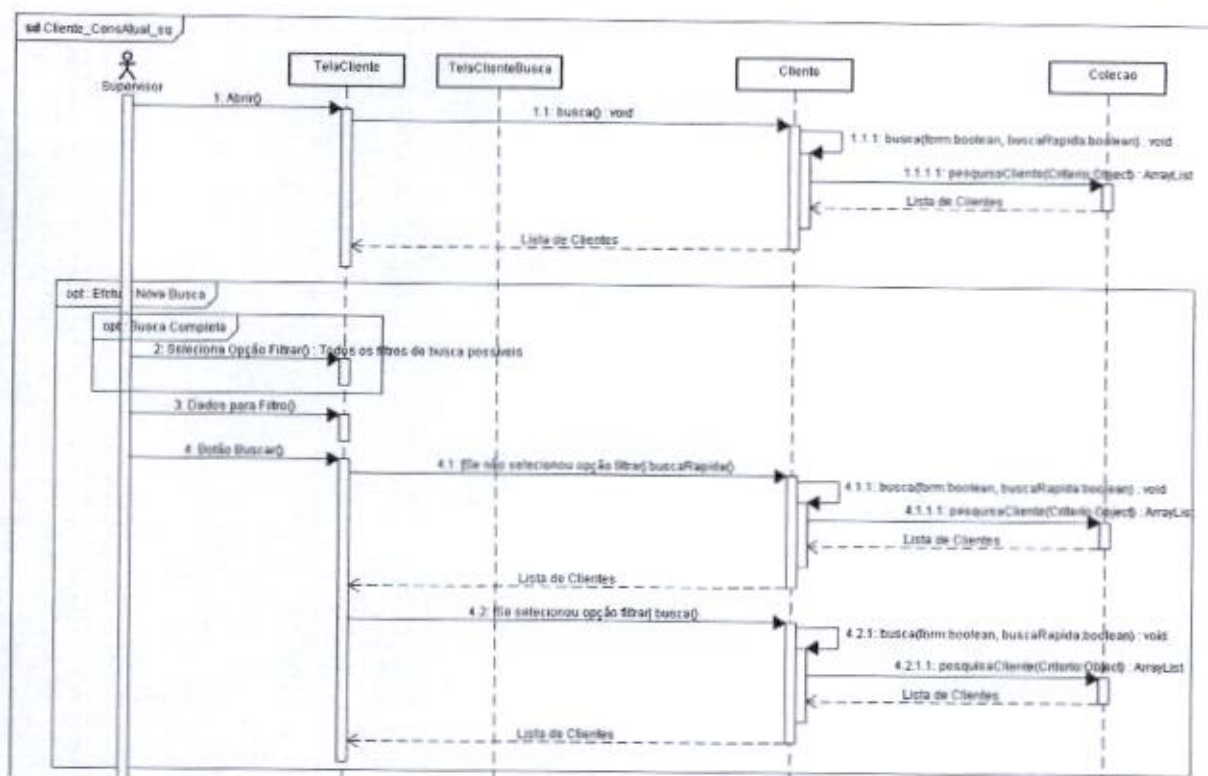 sd Cliente_ConsAtual_sq
Supervisor
TelaCliente
TelaClienteBusca
Cliente
Colecao
1: Abrir()
1.1: busca() : void
1.1.1: busca(form:boolean, buscaRapida:boolean) : void
1.1.1.1: pesquisaCliente(Criterio:Object) : ArrayList
Lista de Clientes
Lista de Clientes
opt : Efetuar Nova Busca
opt : Busca Completa
2: Seleciona Opção Filtrar() : Todos os filtros de busca possíveis
3: Dados para Filtro()
4: Botão Buscar()
4.1: [Se não selecionou opção filtrar] buscaRapida()
4.1.1: busca(form:boolean, buscaRapida:boolean) : void
4.1.1.1: pesquisaCliente(Criterio:Object) : ArrayLis
Lista de Clientes
Lista de Clientes
4.2: [Se selecionou opção filtrar] busca()
4.2.1: busca(form:boolean, buscaRapida:boolean) : void
4.2.1.1: pesquisaCliente(Criterio:Object) : ArrayList
Lista de Clientes
Lista de Clientes